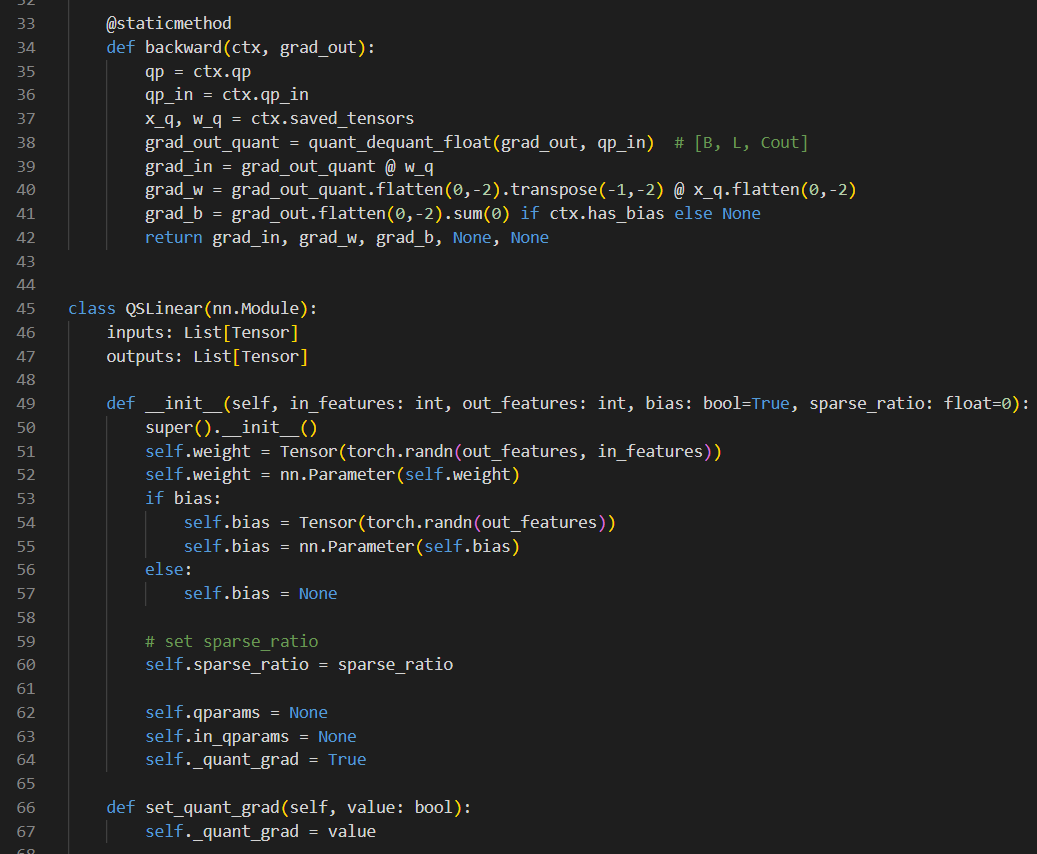 33 @staticmethod
34 def backward(ctx, grad_out):
35 qp = ctx.qp
36 qp_in = ctx.qp_in
37 x_q, w_q = ctx.saved_tensors
38 grad_out_quant = quant_dequant_float(grad_out, qp_in)  # [B, L, Cout]
39 grad_in = grad_out_quant @ w_q
40 grad_w = grad_out_quant.flatten(0,-2).transpose(-1,-2) @ x_q.flatten(0,-2)
41 grad_b = grad_out.flatten(0,-2).sum(0) if ctx.has_bias else None
42 return grad_in, grad_w, grad_b, None, None
43
44
45 class QSLinear(nn.Module):
46 inputs: List[Tensor]
47 outputs: List[Tensor]
48
49 def __init__(self, in_features: int, out_features: int, bias: bool=True, sparse_ratio: float=0):
50 super().__init__()
51 self.weight = Tensor(torch.randn(out_features, in_features))
52 self.weight = nn.Parameter(self.weight)
53 if bias:
54 self.bias = Tensor(torch.randn(out_features))
55 self.bias = nn.Parameter(self.bias)
56 else:
57 self.bias = None
58
59 # set sparse_ratio
60 self.sparse_ratio = sparse_ratio
61
62 self.qparams = None
63 self.in_qparams = None
64 self._quant_grad = True
65
66 def set_quant_grad(self, value: bool):
67 self._quant_grad = value